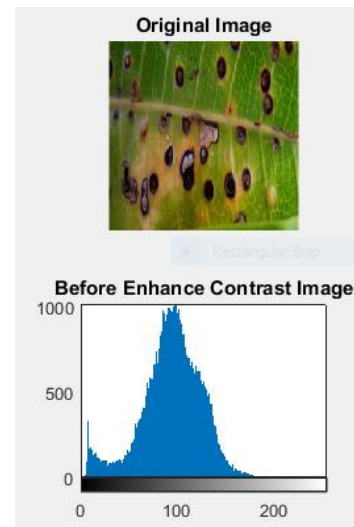 Original Image
Rectangular Snip
Before Enhance Contrast Image
1000
500
0
0 100 200